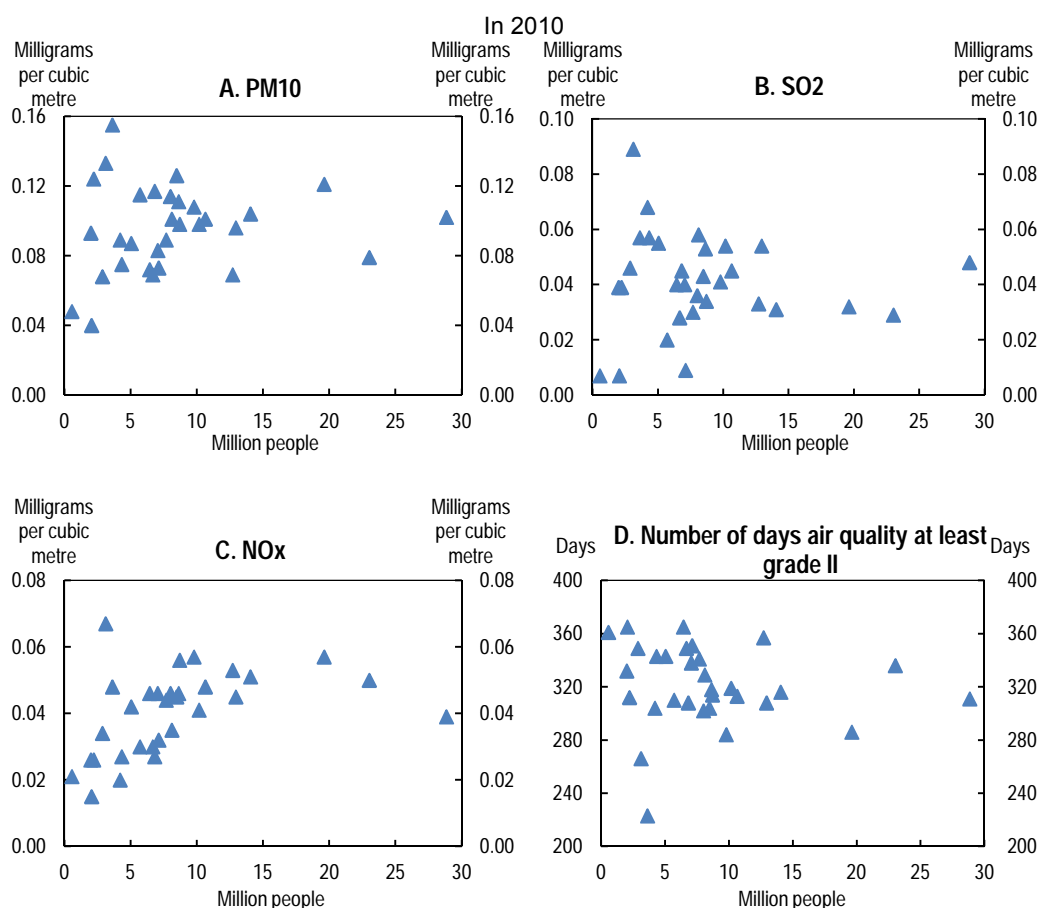 In 2010
Milligrams
per cubic
metre
A. PM10
Milligrams
per cubic
metre
0.16
0.12
0.08
0.04
0.00
0.16
0.12
0.08
0.04
0.00
0 5 10 15 20 25 30
Million people
Milligrams
per cubic
metre
B. SO2
Milligrams
per cubic
metre
0.10
0.08
0.06
0.04
0.02
0.00
0.10
0.08
0.06
0.04
0.02
0.00
0 5 10 15 20 25 30
Million people
Milligrams
per cubic
metre
C. NOx
Milligrams
per cubic
metre
0.08
0.06
0.04
0.02
0.00
0.08
0.06
0.04
0.02
0.00
0 5 10 15 20 25 30
Million people
Days
D. Number of days air quality at least
grade II
Days
400
360
320
280
240
200
400
360
320
280
240
200
0 5 10 15 20 25 30
Million people